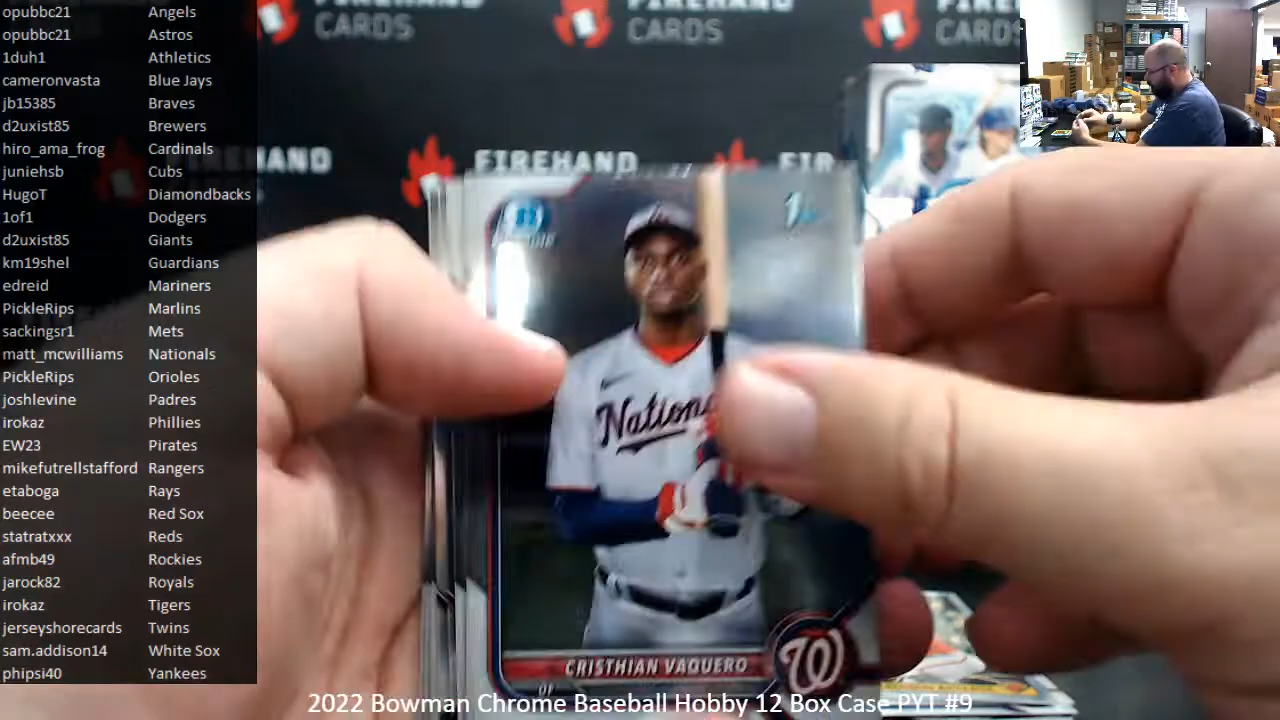 opubbc21 Angels
opubbc21 Astros
1duh1 Athletics
cameronvasta Blue Jays
jb15385 Braves
d2uxist85 Brewers
hiro_ama_frog Cardinals
juniehsb Cubs
HugoT Diamondbacks
1of1 Dodgers
d2uxist85 Giants
km19shel Guardians
edreid Mariners
PickleRips Marlins
sackingsr1 Mets
matt_mcwilliams Nationals
PickleRips Orioles
joshlevine Padres
irokaz Phillies
EW23 Pirates
mikefutrellstafford Rangers
etaboga Rays
beecee Red Sox
statratxxx Reds
afmb49 Rockies
jarock82 Royals
irokaz Tigers
jerseyshorecards Twins
sam.addison14 White Sox
phipsi40 Yankees
CARDS
CARDS
CARDS
FIREHAND
FIR
Nationa
W
CRISTHIAN VAQUERO
OF
2022 Bowman Chrome Baseball Hobby 12 Box Case PYT #9